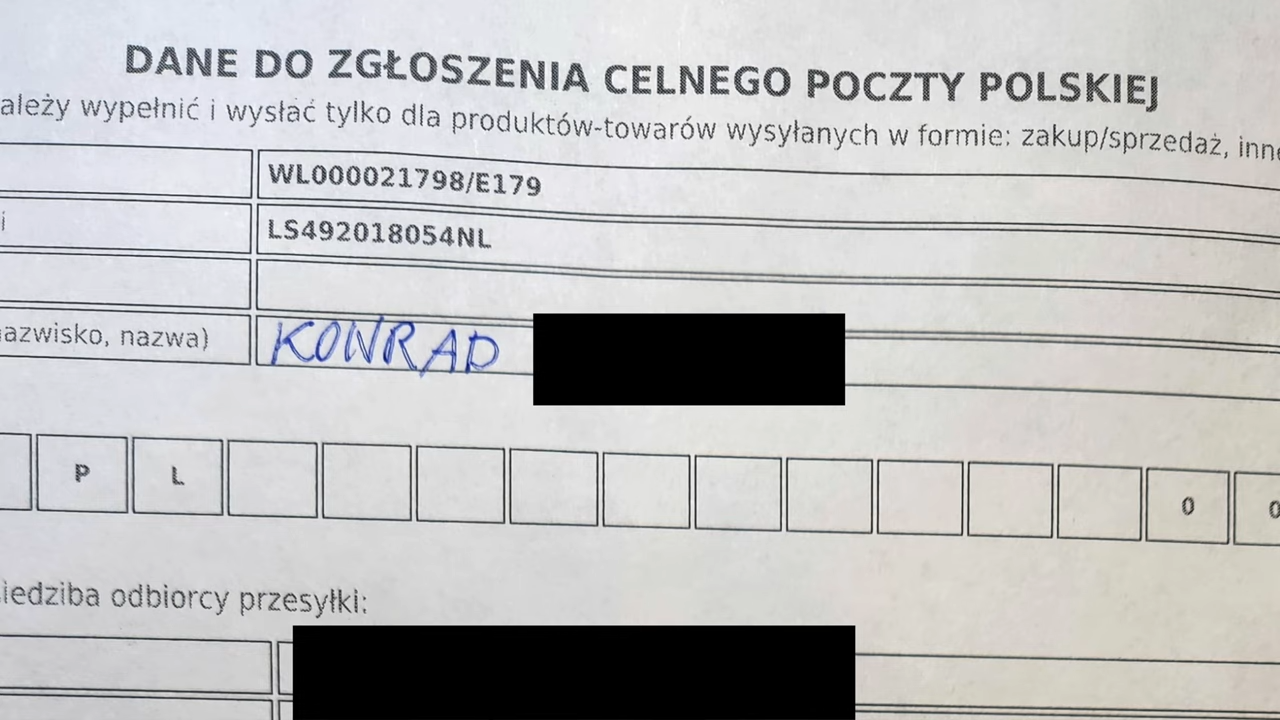 DANE DO ZGŁOSZENIA CELNEGO POCZTY POLSKIEJ
ależy wypełnić i wysłać tylko dla produktów-towarów wysyłanych w formie: zakup/sprzedaż, inne
WL000021798/E179
i LS492018054NL
azwisko, nazwa) KONRAD
P L 0 0
iedziba odbiorcy przesyłki: